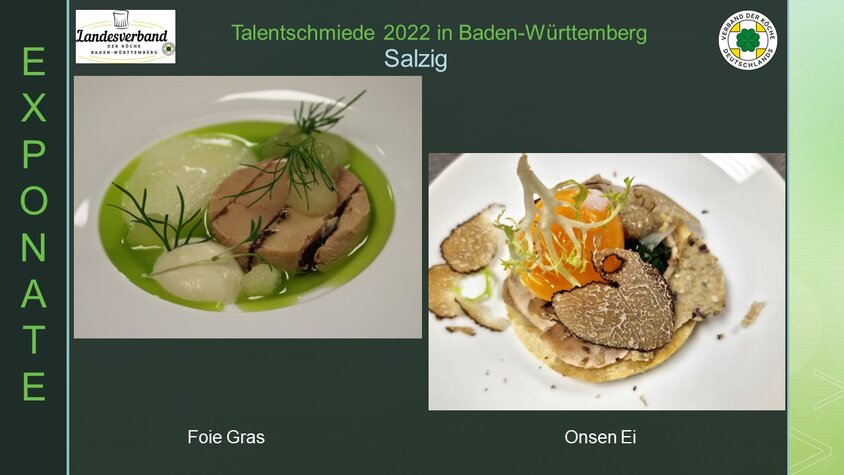 EXPONATE
Landesverband
DER KÖCHE
BADEN-WÜRTTEMBERG
Talentschmiede 2022 in Baden-Württemberg
Salzig
VERBAND DER KÖCHE
DEUTSCHLANDS
Foie Gras
Onsen Ei